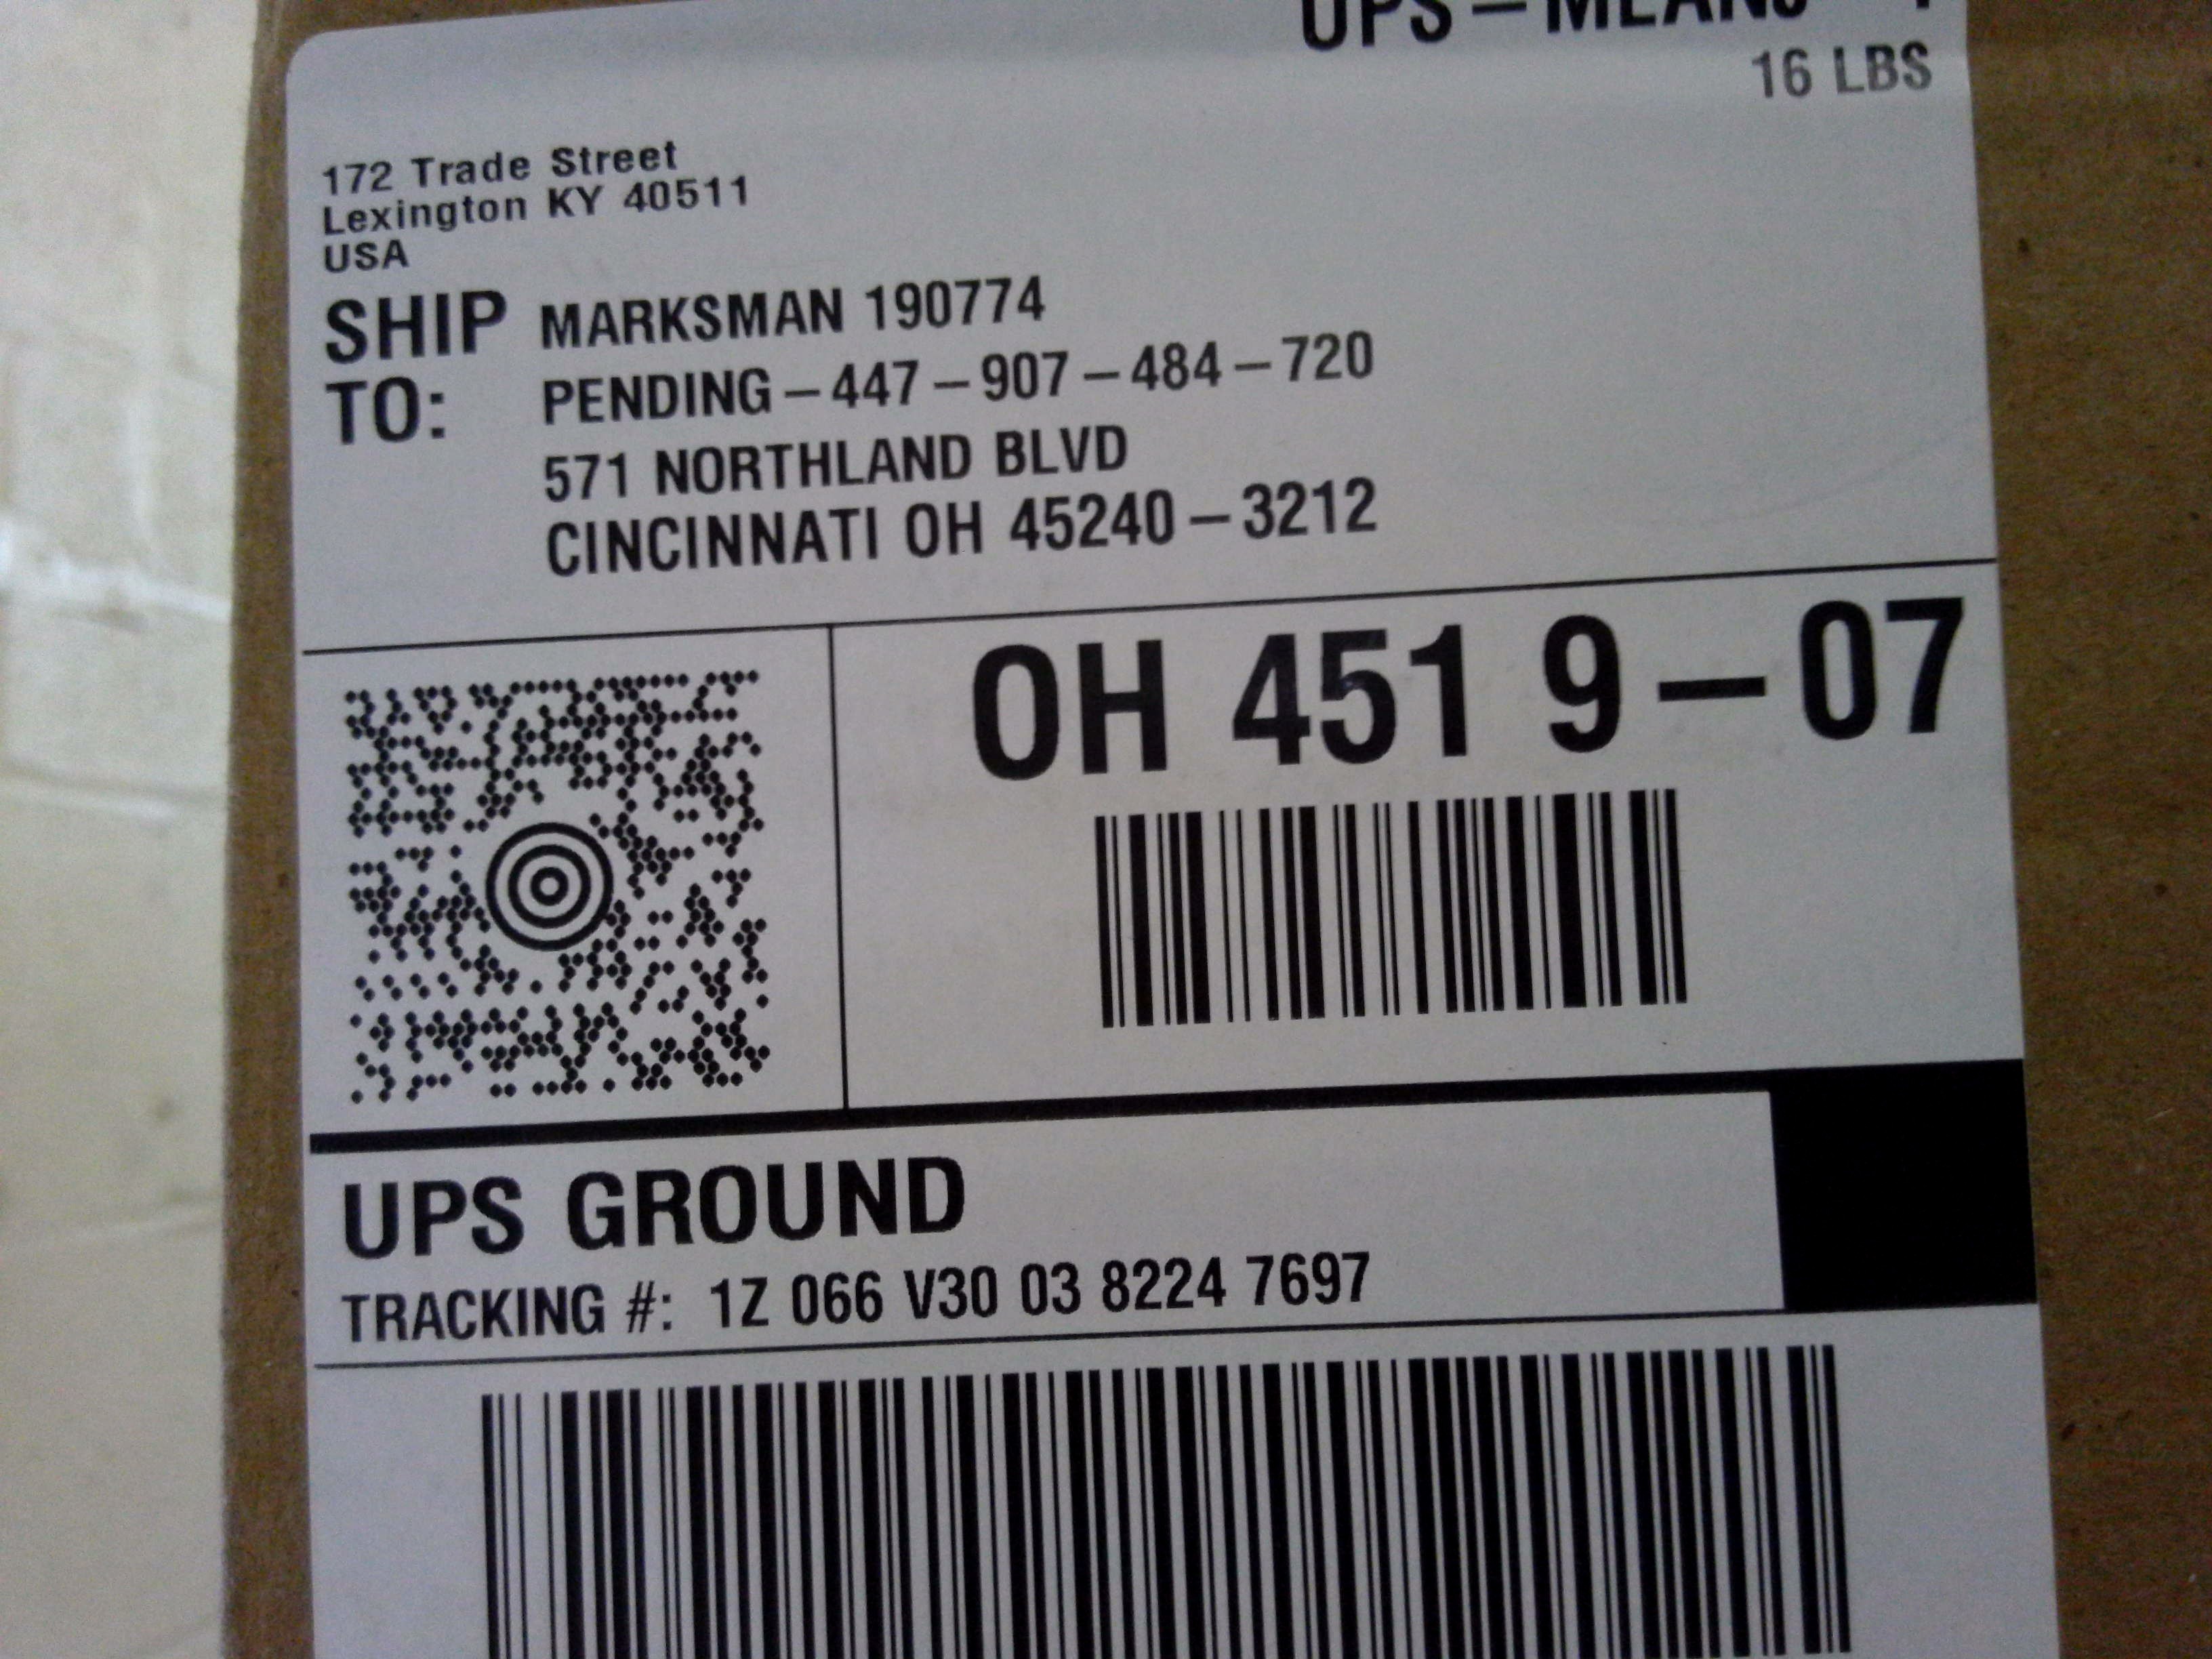 UPS – MEANS
16 LBS
172 Trade Street
Lexington KY 40511
USA
SHIP TO:
MARKSMAN 190774
PENDING – 447 – 907 – 484 – 720
571 NORTHLAND BLVD
CINCINNATI OH 45240 – 3212
OH 451 9 – 07
UPS GROUND
TRACKING #: 1Z 066 V30 03 8224 7697